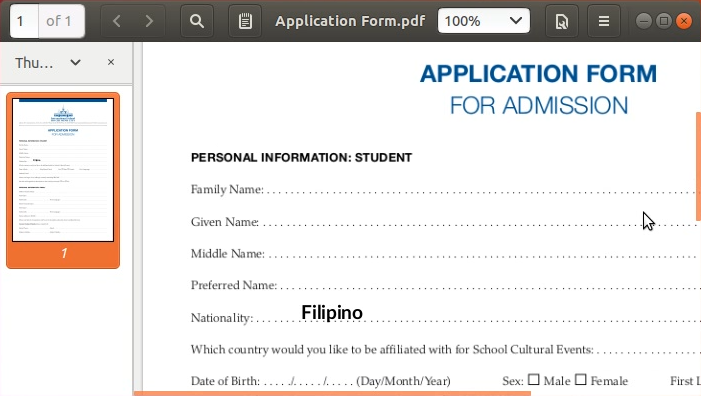 1 of 1 Application Form.pdf 100%
Thu... ×
1
APPLICATION FORM
FOR ADMISSION
PERSONAL INFORMATION: STUDENT
Family Name: . . . . . . . . . . . . . . . . . . . . . . . . . . . . . . . . . . . . . . . . . . . . . . . . . . . . . . . . . . . .
Given Name: . . . . . . . . . . . . . . . . . . . . . . . . . . . . . . . . . . . . . . . . . . . . . . . . . . . . . . . . . . . .
Middle Name: . . . . . . . . . . . . . . . . . . . . . . . . . . . . . . . . . . . . . . . . . . . . . . . . . . . . . . . . . . . .
Preferred Name: . . . . . . . . . . . . . . . . . . . . . . . . . . . . . . . . . . . . . . . . . . . . . . . . . . . . . . . . . .
Nationality: . . . . . . . Filipino . . . . . . . . . . . . . . . . . . . . . . . . . . . . . . . . . . . . . . . . . . . . . . . .
Which country would you like to be affiliated with for School Cultural Events: . . . . . . . . . . . . . . . .
Date of Birth: . . . . ./. . . . . /. . . . . (Day/Month/Year) Sex: ☐ Male ☐ Female First L